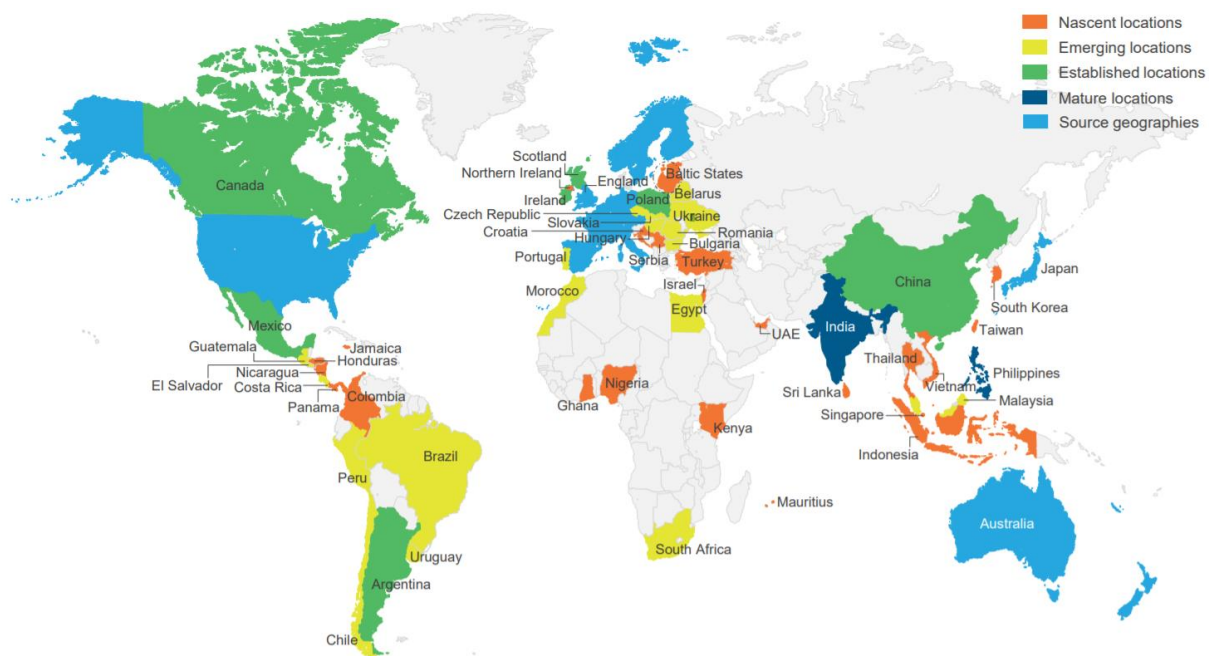 Nascent locations
Emerging locations
Established locations
Mature locations
Source geographies
Canada
Scotland
Northern Ireland
Ireland
England
Baltic States
Belarus
Poland
Czech Republic
Ukraine
Slovakia
Croatia
Romania
Hungary
Bulgaria
Serbia
Portugal
Turkey
Israel
Morocco
Egypt
UAE
China
Japan
South Korea
India
Taiwan
Thailand
Philippines
Sri Lanka
Vietnam
Malaysia
Singapore
Indonesia
Mexico
Guatemala
Jamaica
Honduras
Nicaragua
El Salvador
Costa Rica
Panama
Colombia
Ghana
Nigeria
Kenya
Brazil
Peru
Mauritius
Australia
South Africa
Uruguay
Argentina
Chile